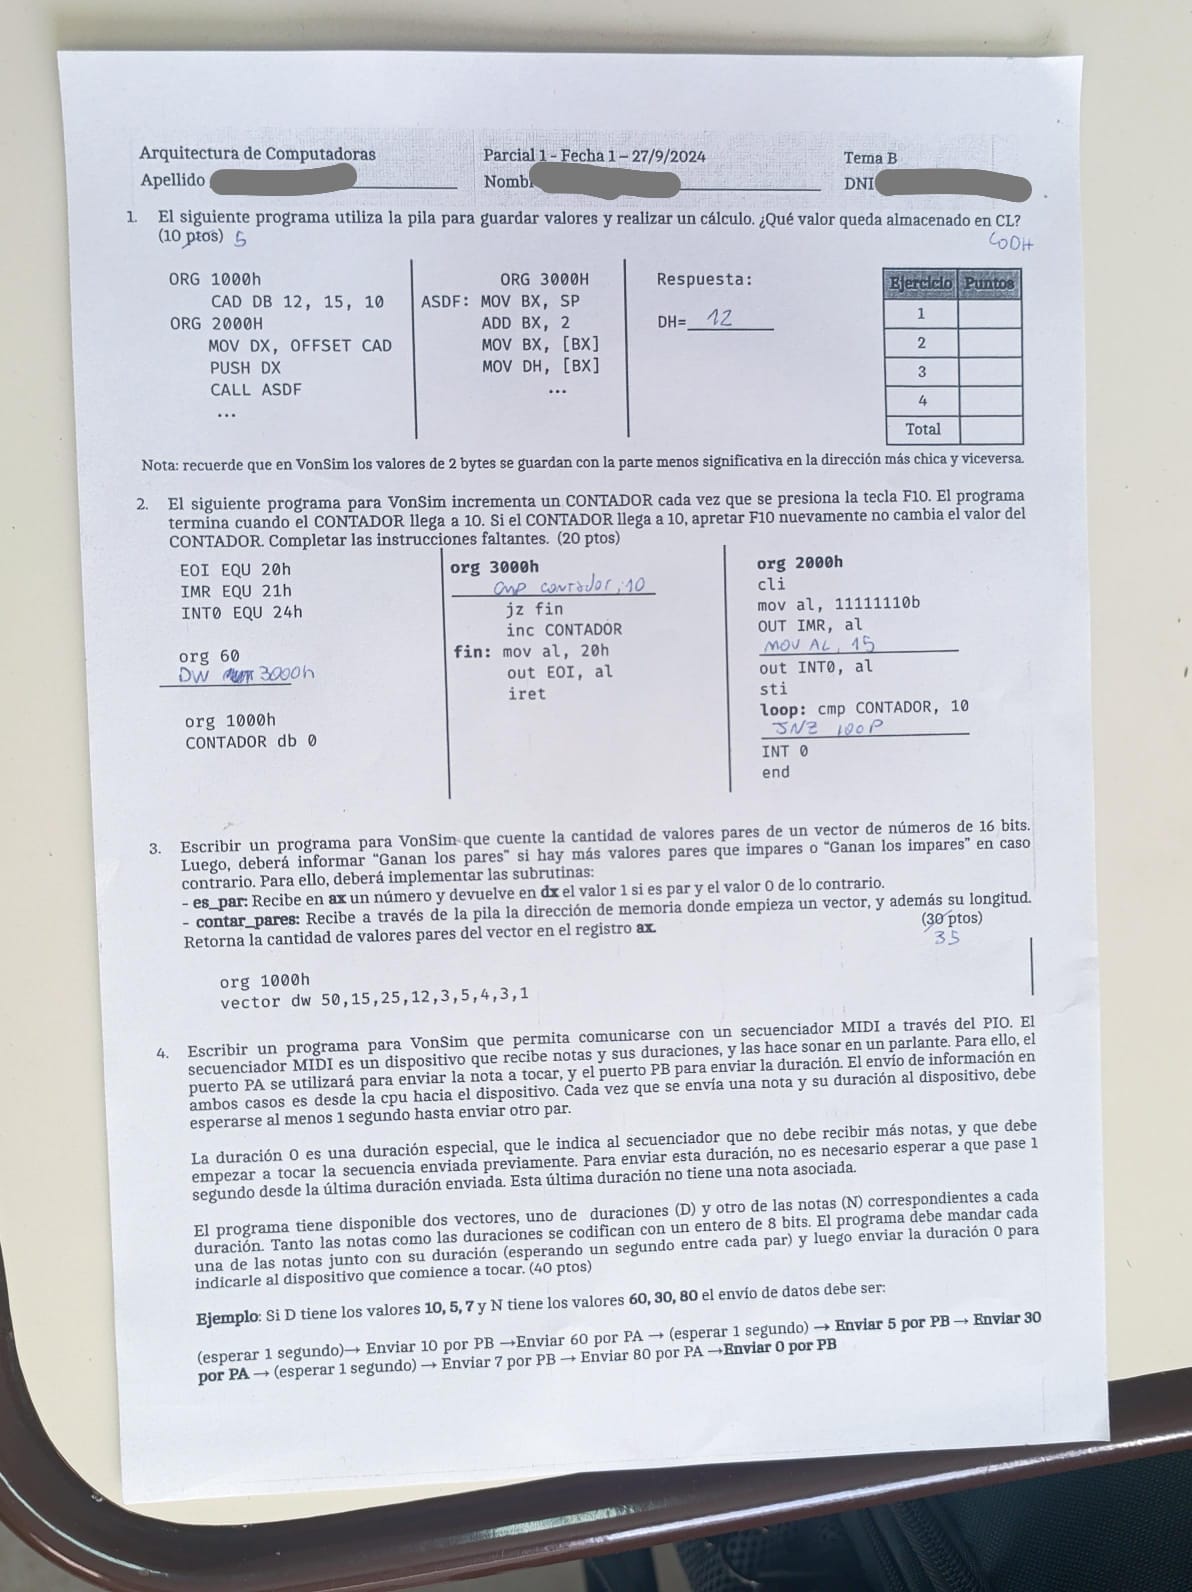 Arquitectura de Computadoras Parcial 1 - Fecha 1 – 27/9/2024 Tema B
Apellido Nomb DNI
1. El siguiente programa utiliza la pila para guardar valores y realizar un cálculo. ¿Qué valor queda almacenado en CL?
(10 ptos) 5
ORG 1000h
CAD DB 12, 15, 10
ORG 2000H
MOV DX, OFFSET CAD
PUSH DX
CALL ASDF
...
ORG 3000H
ASDF: MOV BX, SP
ADD BX, 2
MOV BX, [BX]
MOV DH, [BX]
...
Respuesta:
DH= 12
Ejercicio Puntos
1
2
3
4
Total
Nota: recuerde que en VonSim los valores de 2 bytes se guardan con la parte menos significativa en la dirección más chica y viceversa.
2. El siguiente programa para VonSim incrementa un CONTADOR cada vez que se presiona la tecla F10. El programa
termina cuando el CONTADOR llega a 10. Si el CONTADOR llega a 10, apretar F10 nuevamente no cambia el valor del
CONTADOR. Completar las instrucciones faltantes. (20 ptos)
EOI EQU 20h
IMR EQU 21h
INT0 EQU 24h
org 60
DW 3000h
org 1000h
CONTADOR db 0
org 3000h
cmp contador, 10
jz fin
inc CONTADOR
fin: mov al, 20h
out EOI, al
iret
org 2000h
cli
mov al, 11111110b
OUT IMR, al
MOV AL, 15
out INT0, al
sti
loop: cmp CONTADOR, 10
JNZ LOOP
INT 0
end
3. Escribir un programa para VonSim que cuente la cantidad de valores pares de un vector de números de 16 bits.
Luego, deberá informar “Ganan los pares” si hay más valores pares que impares o “Ganan los impares” en caso
contrario. Para ello, deberá implementar las subrutinas:
- es_par: Recibe en ax un número y devuelve en dx el valor 1 si es par y el valor 0 de lo contrario.
- contar_pares: Recibe a través de la pila la dirección de memoria donde empieza un vector, y además su longitud.
Retorna la cantidad de valores pares del vector en el registro ax. (30 ptos)
35
org 1000h
vector dw 50,15,25,12,3,5,4,3,1
4. Escribir un programa para VonSim que permita comunicarse con un secuenciador MIDI a través del PIO. El
secuenciador MIDI es un dispositivo que recibe notas y sus duraciones, y las hace sonar en un parlante. Para ello, el
puerto PA se utilizará para enviar la nota a tocar, y el puerto PB para enviar la duración. El envío de información en
ambos casos es desde la cpu hacia el dispositivo. Cada vez que se envía una nota y su duración al dispositivo, debe
esperarse al menos 1 segundo hasta enviar otro par.
La duración 0 es una duración especial, que le indica al secuenciador que no debe recibir más notas, y que debe
empezar a tocar la secuencia enviada previamente. Para enviar esta duración, no es necesario esperar a que pase 1
segundo desde la última duración enviada. Esta última duración no tiene una nota asociada.
El programa tiene disponible dos vectores, uno de duraciones (D) y otro de las notas (N) correspondientes a cada
duración. Tanto las notas como las duraciones se codifican con un entero de 8 bits. El programa debe mandar cada
una de las notas junto con su duración (esperando un segundo entre cada par) y luego enviar la duración 0 para
indicarle al dispositivo que comience a tocar. (40 ptos)
Ejemplo: Si D tiene los valores 10, 5, 7 y N tiene los valores 60, 30, 80 el envío de datos debe ser:
(esperar 1 segundo)→ Enviar 10 por PB →Enviar 60 por PA → (esperar 1 segundo) → Enviar 5 por PB → Enviar 30
por PA → (esperar 1 segundo) → Enviar 7 por PB → Enviar 80 por PA →Enviar 0 por PB